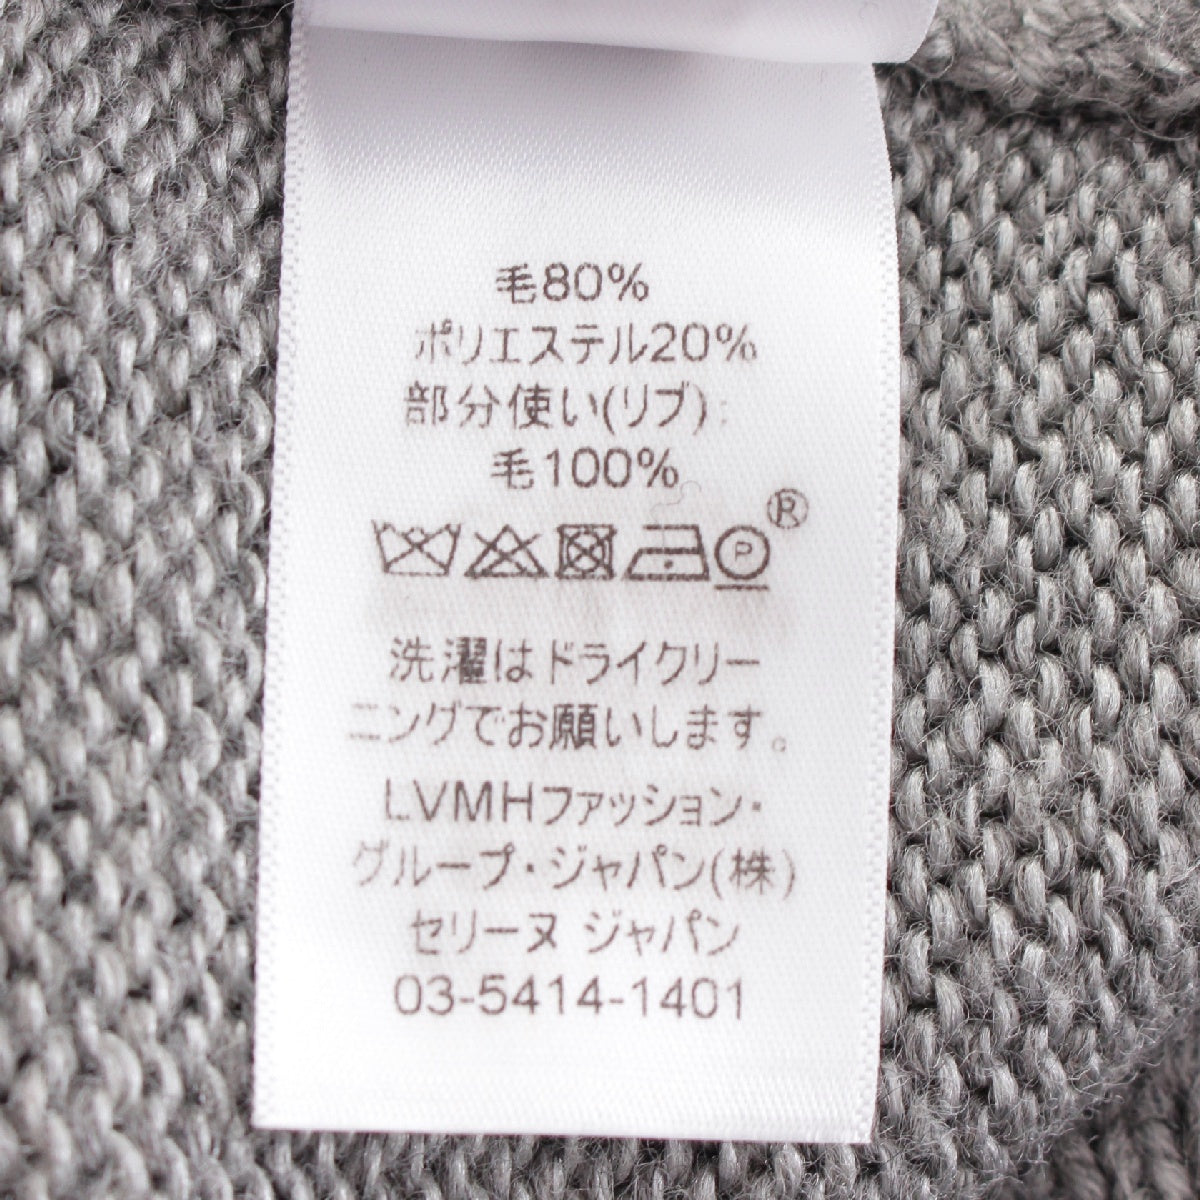 毛80%
ポリエステル20%
部分使い(リブ):
毛100%
P ®
洗濯はドライクリー
ニングでお願いします。
LVMHファッション・
グループ・ジャパン(株)
セリーヌ ジャパン
03-5414-1401